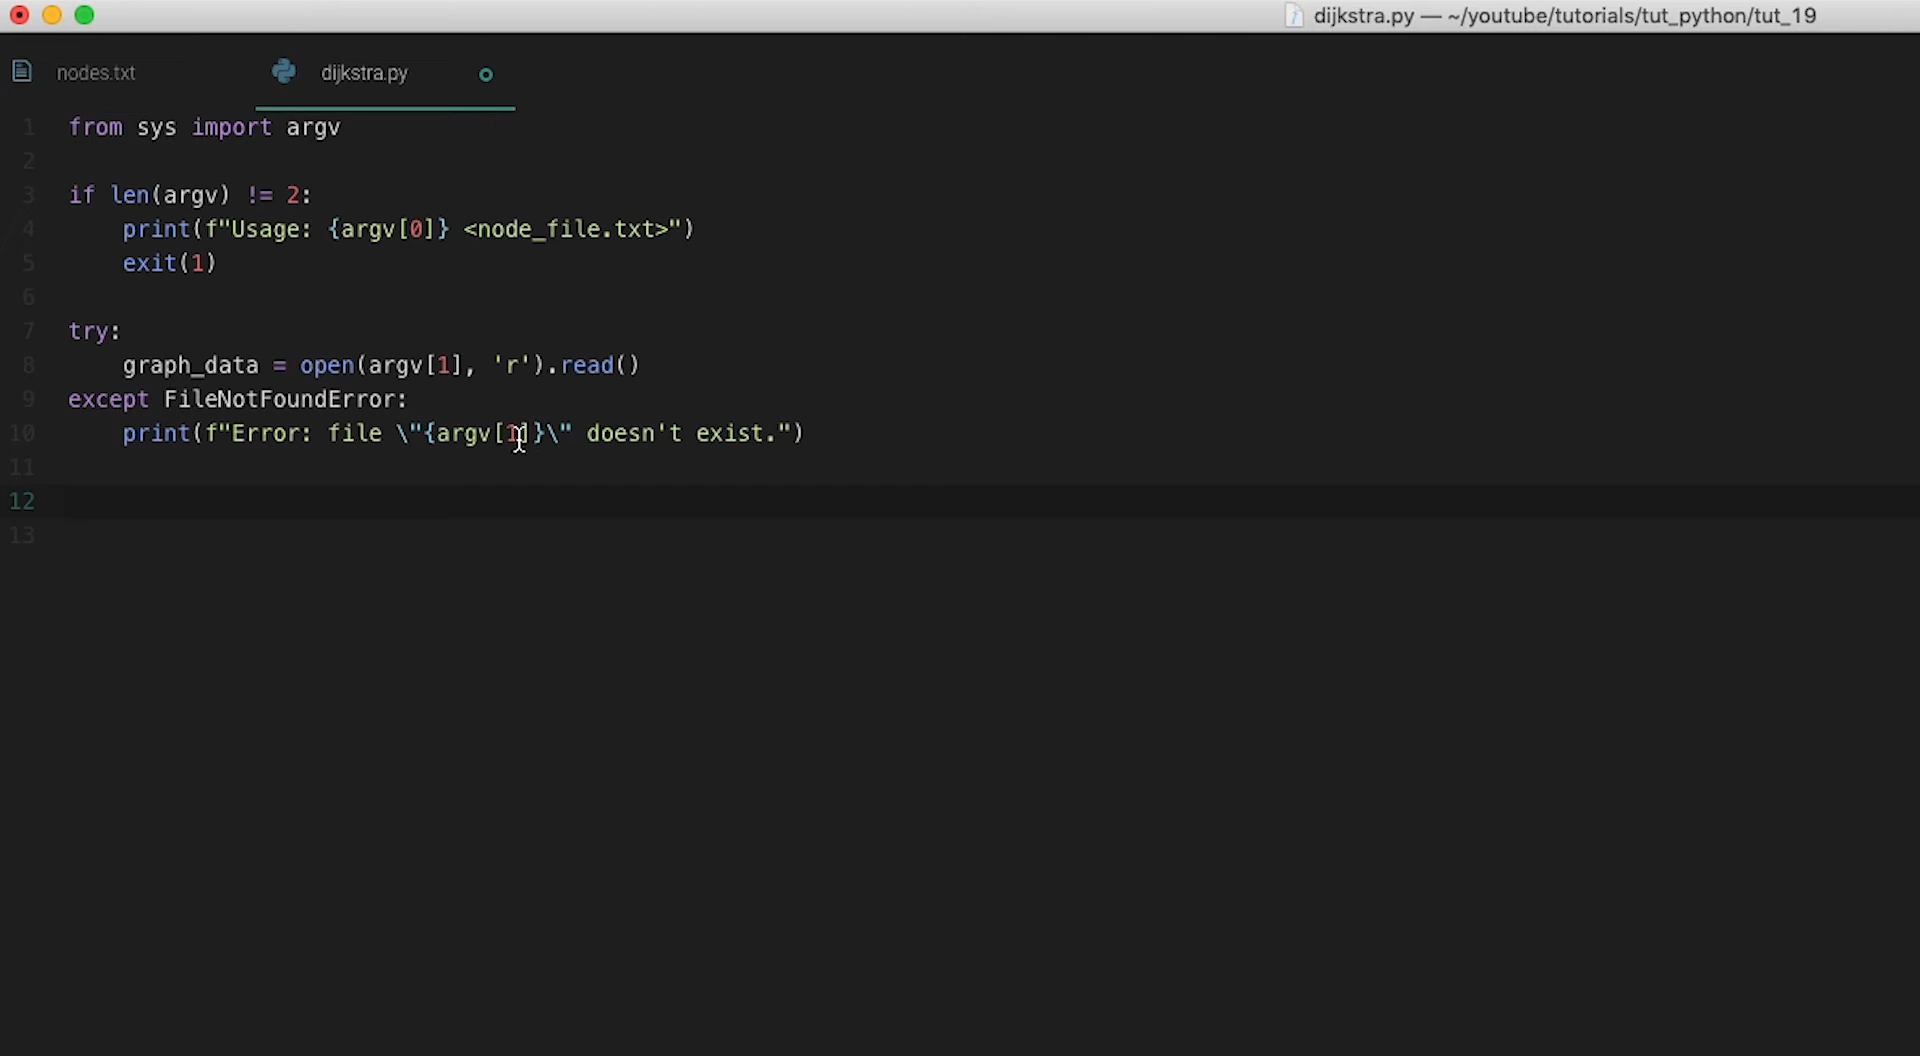 dijkstra.py — ~/youtube/tutorials/tut_python/tut_19
nodes.txt
dijkstra.py
1 from sys import argv
2
3 if len(argv) != 2:
4     print(f"Usage: {argv[0]} <node_file.txt>")
5     exit(1)
6
7 try:
8     graph_data = open(argv[1], 'r').read()
9 except FileNotFoundError:
10     print(f"Error: file \"{argv[1]}\" doesn't exist.")
11
12
13